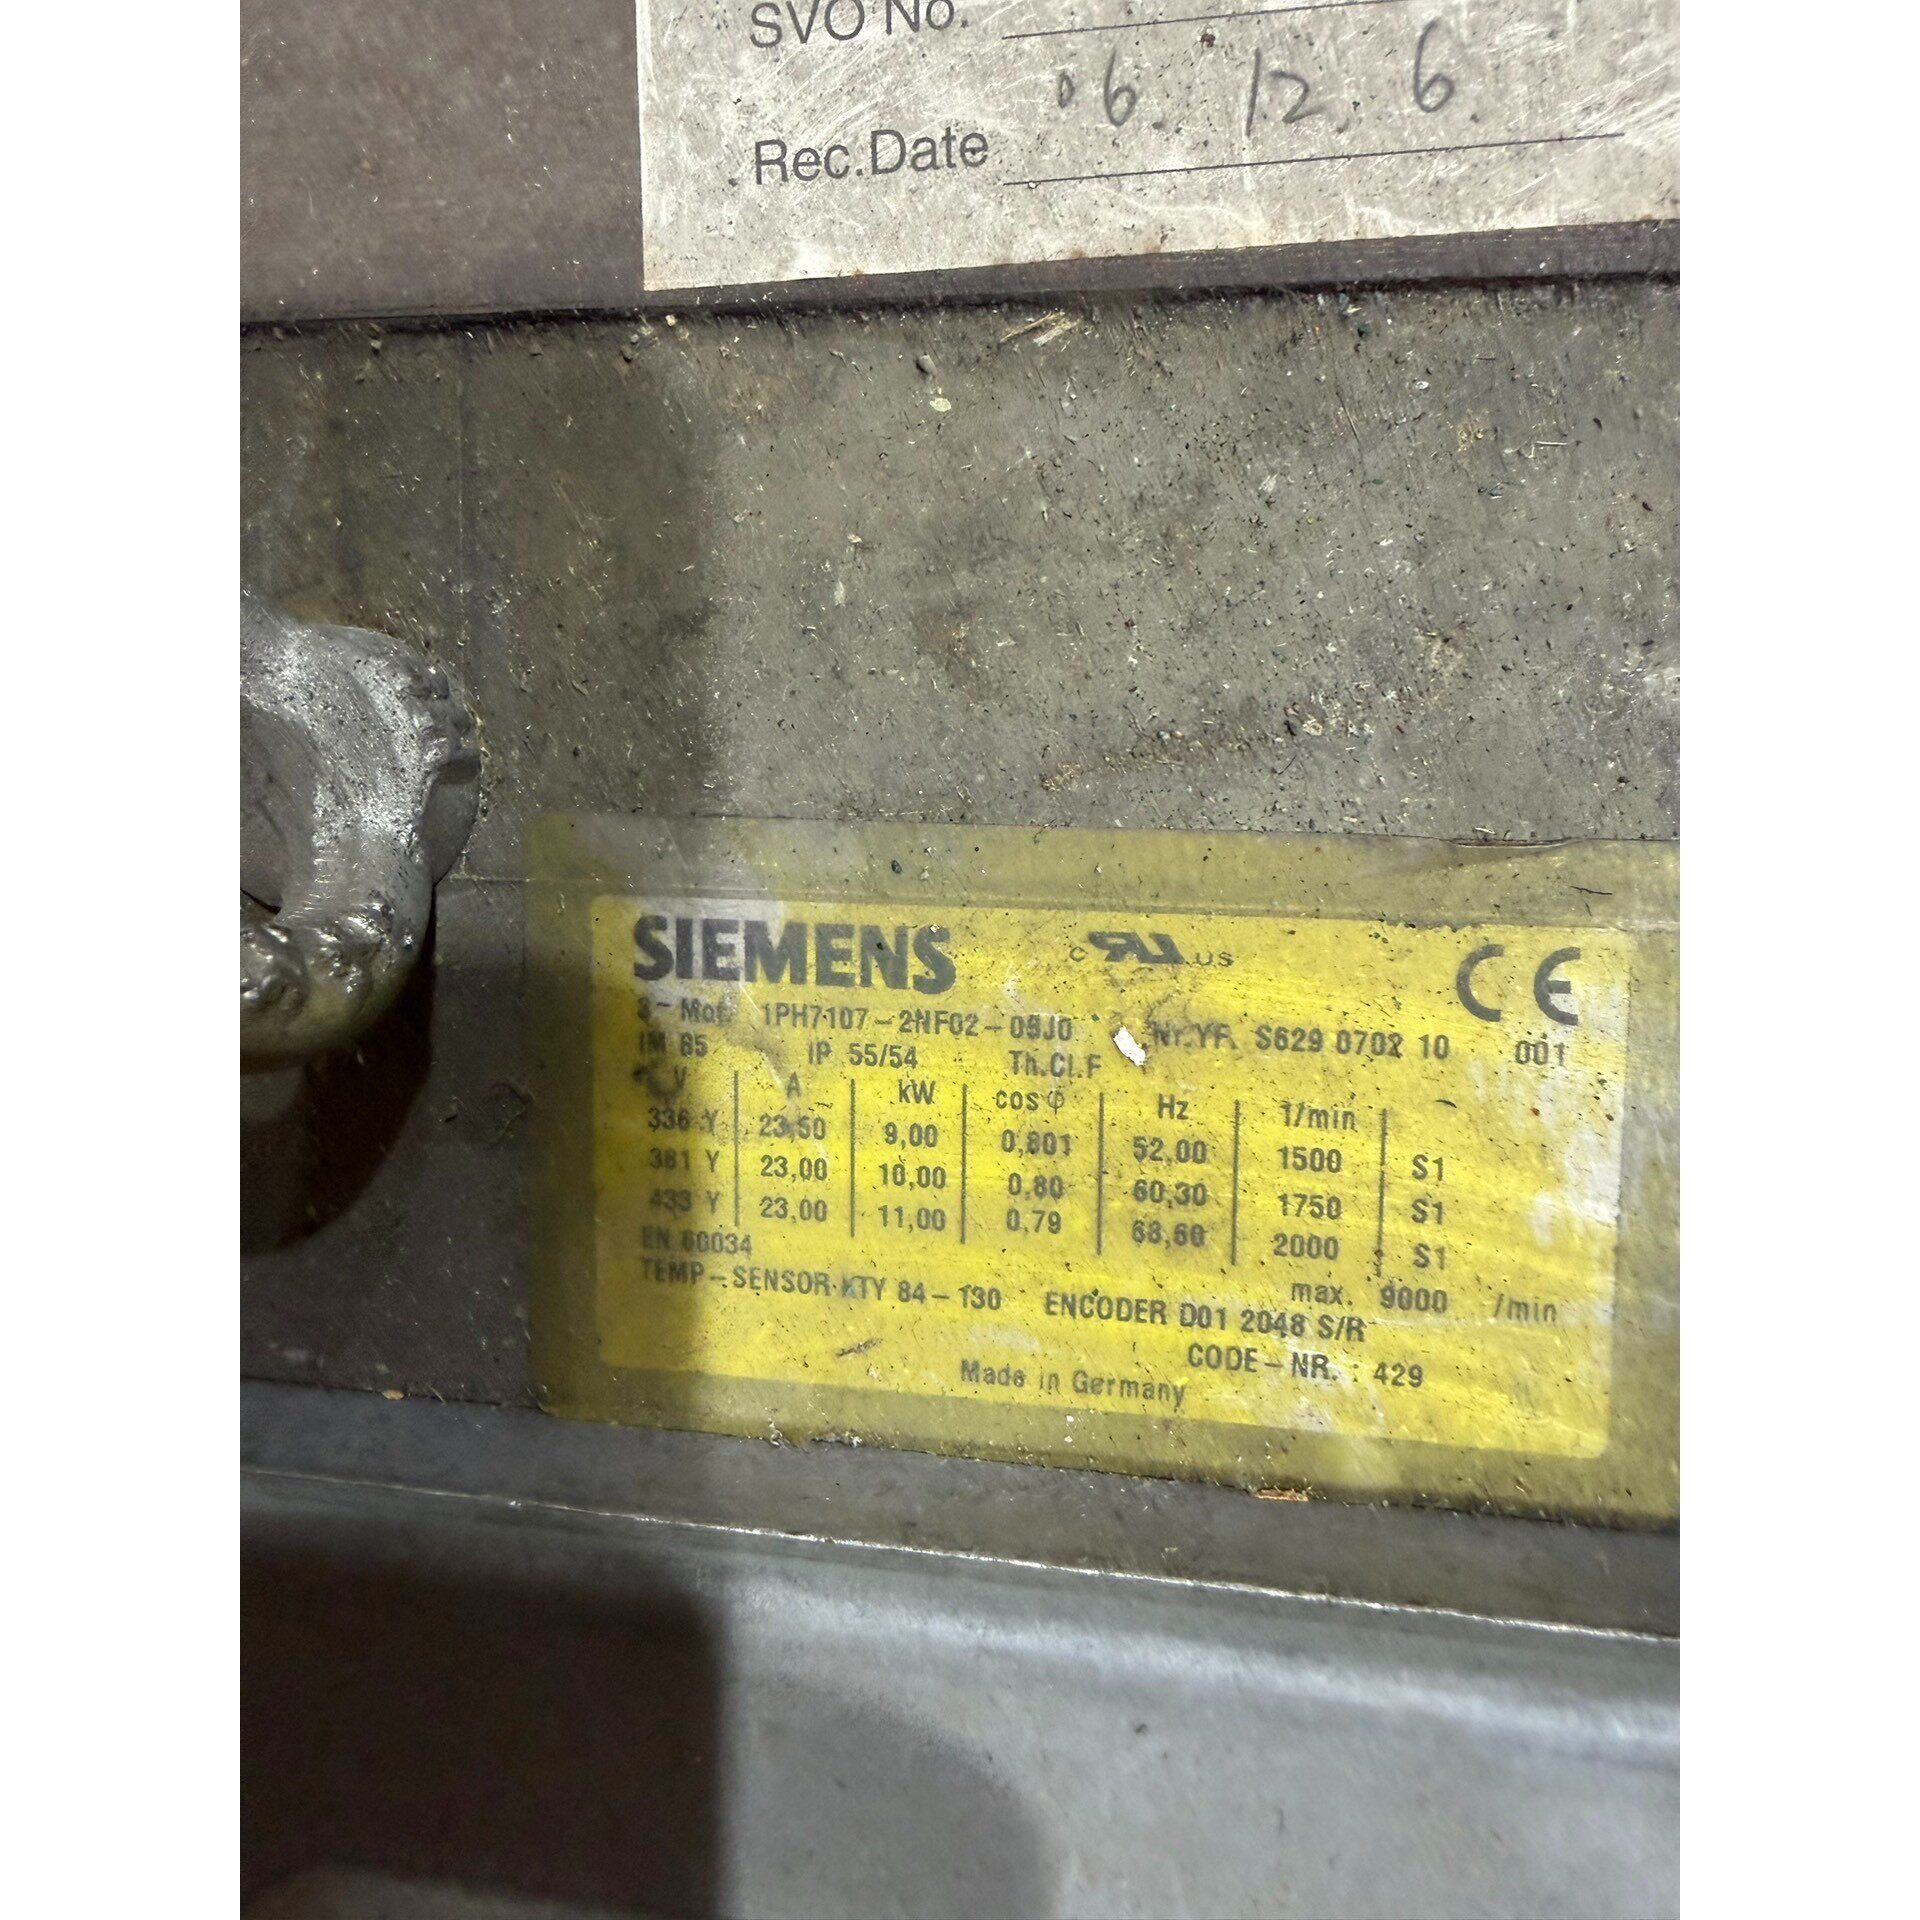 SVO No.
06. 12. 6
Rec.Date
SIEMENS
c RU us
CE
3~Mot. 1PH7107-2NF02-0BJ0 Nr.YF. S629 0702 10 001
IP 55/54 Th.Cl.F
V A kW cosφ Hz 1/min
336 Y 23,50 9,00 0,801 52,00 1500 S1
381 Y 23,00 10,00 0,80 60,30 1750 S1
433 Y 23,00 11,00 0,79 68,60 2000 S1
EN 60034 max. 9000 /min
TEMP-SENSOR KTY 84-130 ENCODER D01 2048 S/R
CODE-NR. : 429
Made in Germany